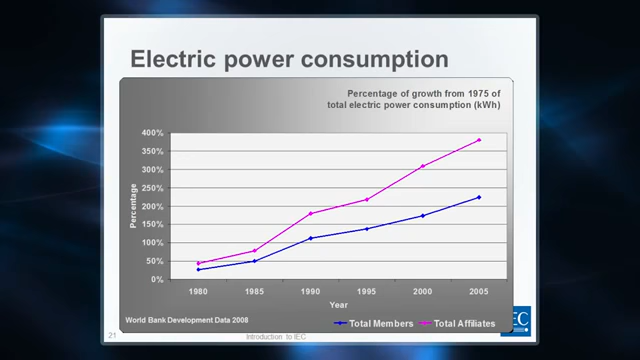 Electric power consumption
Percentage of growth from 1975 of
total electric power consumption (kWh)
400%
350%
300%
250%
200%
150%
100%
50%
0%
Percentage
1980 1985 1990 1995 2000 2005
Year
World Bank Development Data 2008
Total Members Total Affiliates
IEC
21
Introduction to IEC